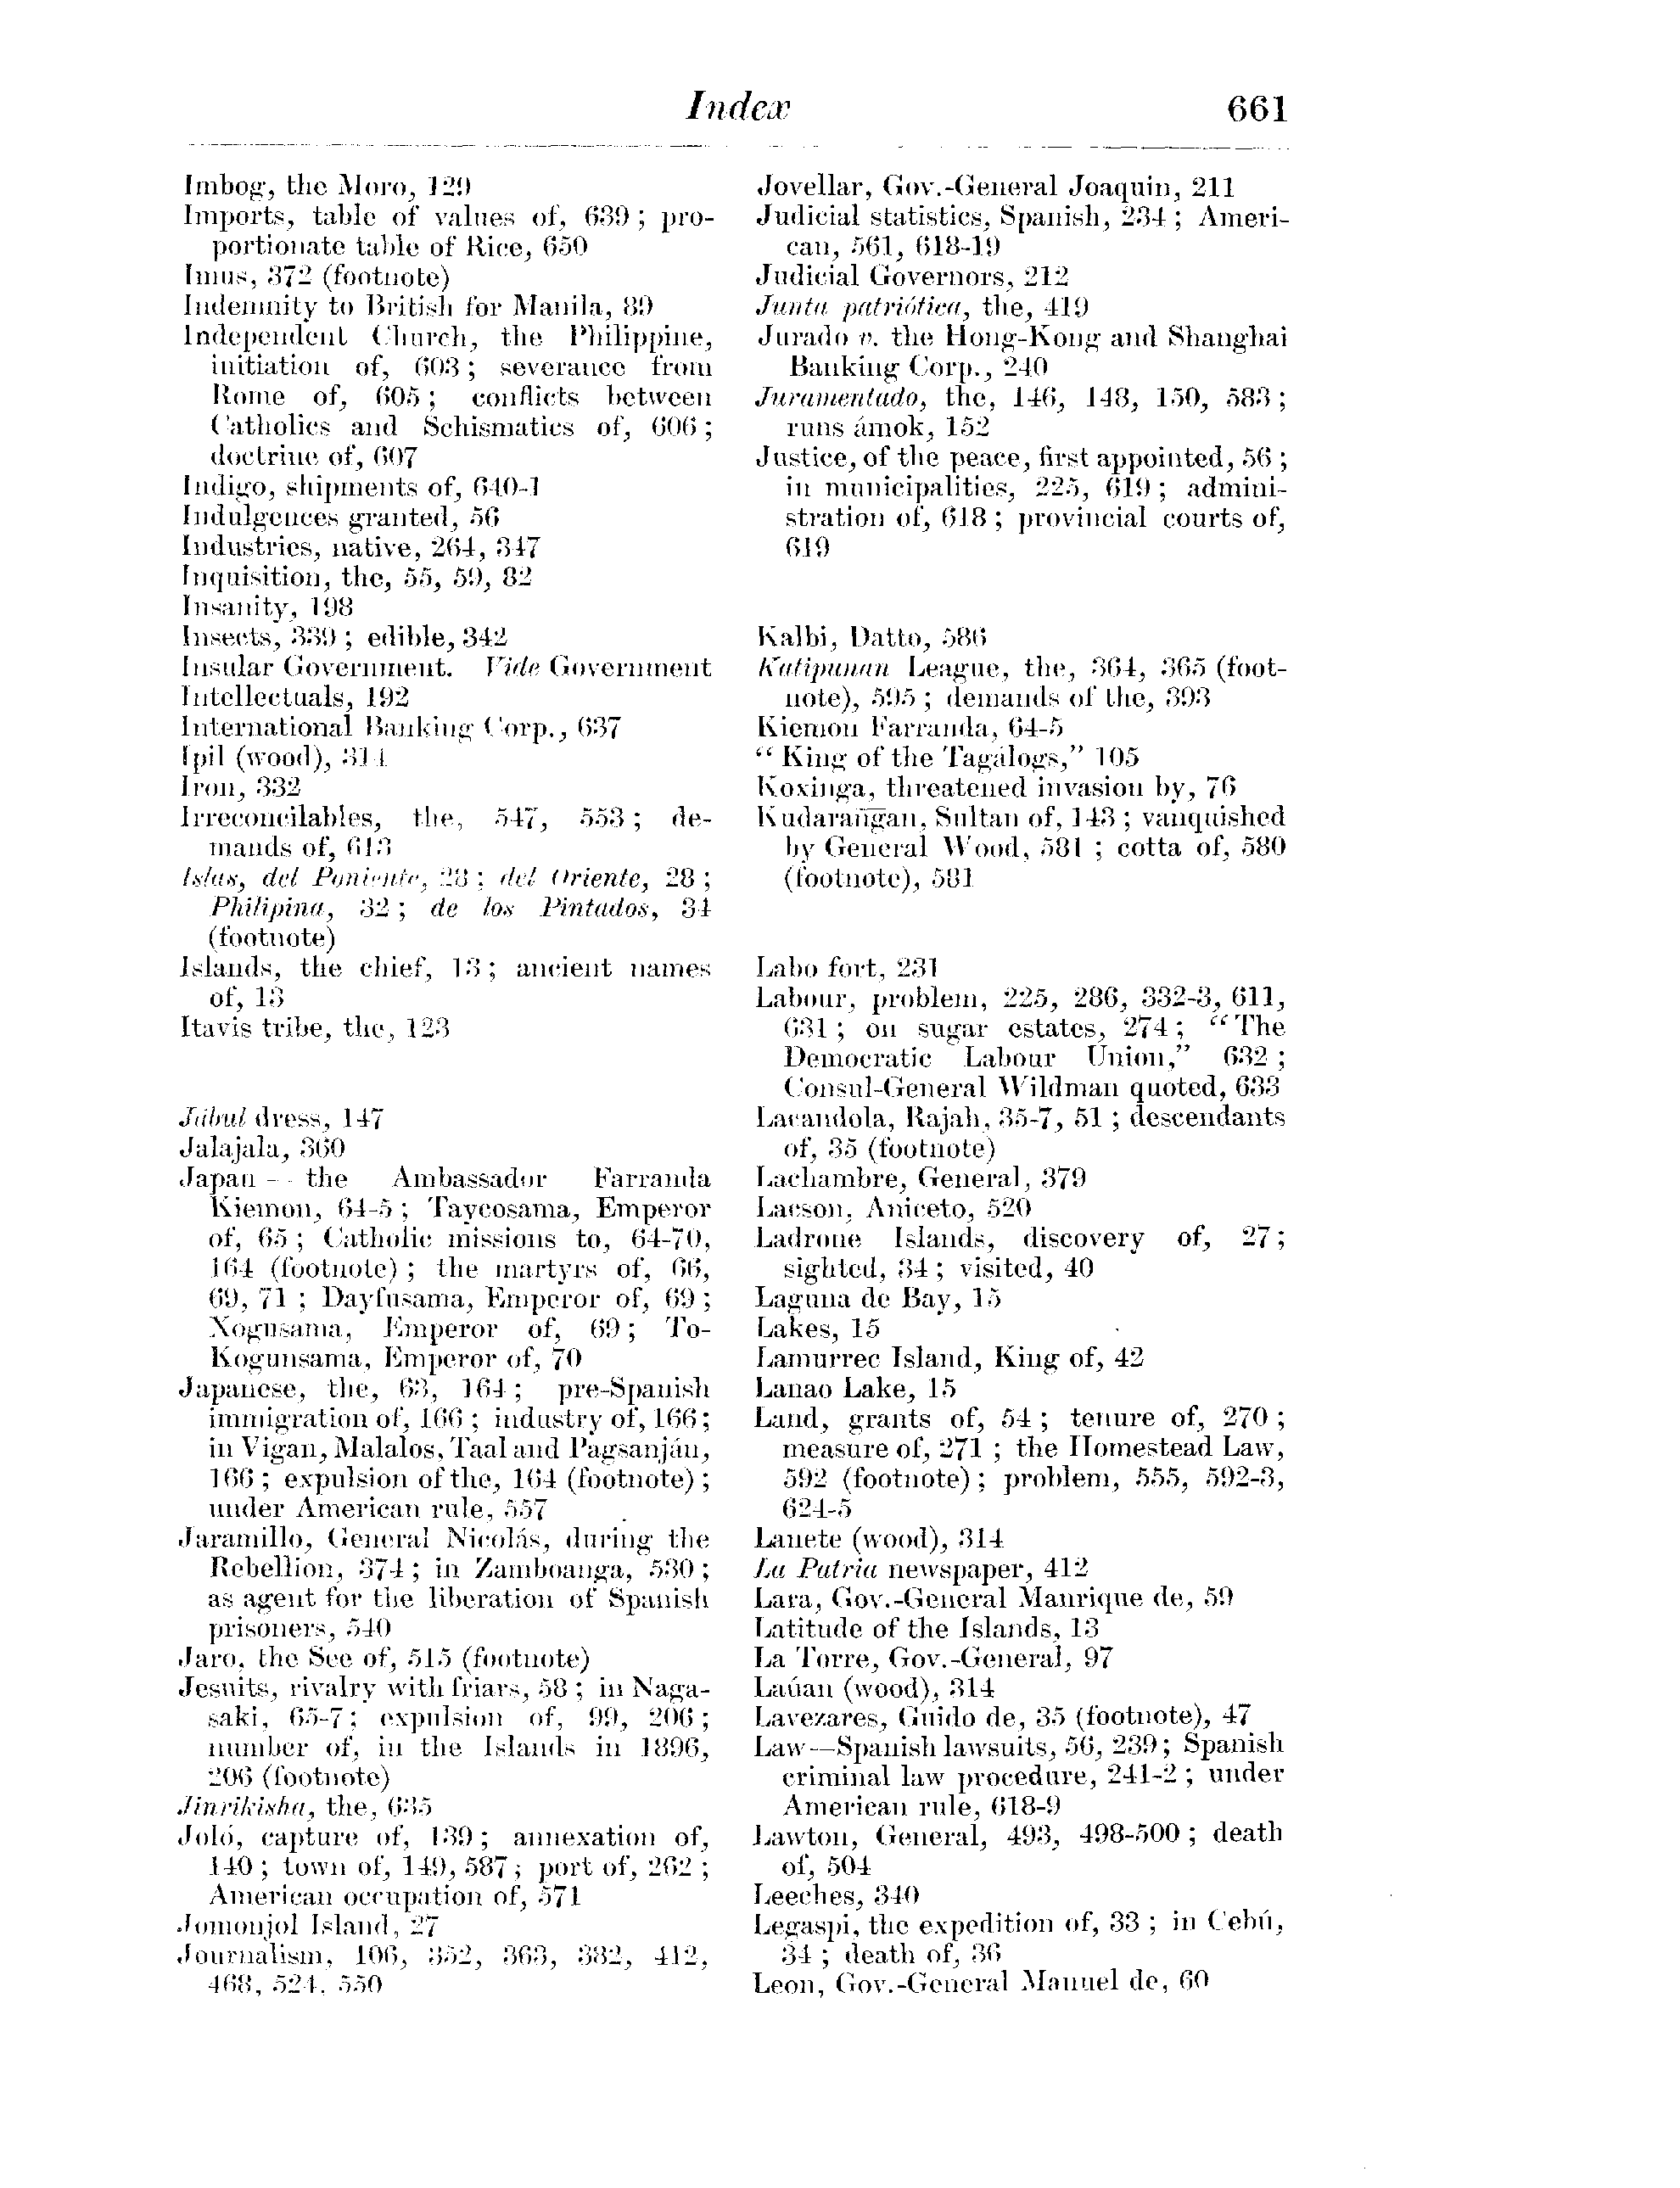 Index 661
Imbog, the Moro, 129
Imports, table of values of, 639; pro-
portionate table of Rice, 650
Imus, 372 (footnote)
Indemnity to British for Manila, 89
Independent Church, the Philippine,
initiation of, 603; severance from
Rome of, 605; conflicts between
Catholics and Schismatics of, 606;
doctrine of, 607
Indigo, shipments of, 640-1
Indulgences granted, 56
Industries, native, 264, 347
Inquisition, the, 55, 59, 82
Insanity, 198
Insects, 339; edible, 342
Insular Government. Vide Government
Intellectuals, 192
International Banking Corp., 637
Ipil (wood), 314
Iron, 332
Irreconcilables, the, 547, 553; de-
mands of, 613
Islas, del Poniente, 28; del Oriente, 28;
Philipina, 32; de los Pintados, 34
(footnote)
Islands, the chief, 13; ancient names
of, 13
Itavis tribe, the, 123
Jábul dress, 147
Jalajala, 360
Japan—the Ambassador Farranda
Kiemon, 64-5; Taycosama, Emperor
of, 65; Catholic missions to, 64-70,
164 (footnote); the martyrs of, 66,
69, 71; Dayfusama, Emperor of, 69;
Xogusama, Emperor of, 69; To-
Kogunsama, Emperor of, 70
Japanese, the, 63, 164; pre-Spanish
immigration of, 166; industry of, 166;
in Vigan, Malalos, Taal and Pagsanján,
166; expulsion of the, 164 (footnote);
under American rule, 557
Jaramillo, General Nicolás, during the
Rebellion, 374; in Zamboanga, 530;
as agent for the liberation of Spanish
prisoners, 540
Jaro, the See of, 515 (footnote)
Jesuits, rivalry with friars, 58; in Naga-
saki, 65-7; expulsion of, 99, 206;
number of, in the Islands in 1896,
206 (footnote)
Jinrikisha, the, 635
Joló, capture of, 139; annexation of,
140; town of, 149, 587; port of, 262;
American occupation of, 571
Jomonjol Island, 27
Journalism, 106, 352, 363, 382, 412,
468, 524, 550
Jovellar, Gov.-General Joaquin, 211
Judicial statistics, Spanish, 234; Ameri-
can, 561, 618-19
Judicial Governors, 212
Junta patriótica, the, 419
Jurado v. the Hong-Kong and Shanghai
Banking Corp., 240
Juramentado, the, 146, 148, 150, 583;
runs ámok, 152
Justice, of the peace, first appointed, 56;
in municipalities, 225, 619; admini-
stration of, 618; provincial courts of,
619
Kalbi, Datto, 586
Katipunan League, the, 364, 365 (foot-
note), 595; demands of the, 393
Kiemon Farranda, 64-5
“King of the Tagálogs,” 105
Koxinga, threatened invasion by, 76
Kudarangan, Sultan of, 143; vanquished
by General Wood, 581; cotta of, 580
(footnote), 581
Labo fort, 231
Labour, problem, 225, 286, 332-3, 611,
631; on sugar estates, 274; “The
Democratic Labour Union,” 632;
Consul-General Wildman quoted, 633
Lacandola, Rajah, 35-7, 51; descendants
of, 35 (footnote)
Lachambre, General, 379
Lacson, Aniceto, 520
Ladrone Islands, discovery of, 27;
sighted, 34; visited, 40
Laguna de Bay, 15
Lakes, 15
Lamurrec Island, King of, 42
Lanao Lake, 15
Land, grants of, 54; tenure of, 270;
measure of, 271; the Homestead Law,
592 (footnote); problem, 555, 592-3,
624-5
Lanete (wood), 314
La Patria newspaper, 412
Lara, Gov.-General Manrique de, 59
Latitude of the Islands, 13
La Torre, Gov.-General, 97
Laúan (wood), 314
Lavezares, Guido de, 35 (footnote), 47
Law—Spanish lawsuits, 56, 239; Spanish
criminal law procedure, 241-2; under
American rule, 618-9
Lawton, General, 493, 498-500; death
of, 504
Leeches, 340
Legaspi, the expedition of, 33; in Cebú,
34; death of, 36
Leon, Gov.-General Manuel de, 60